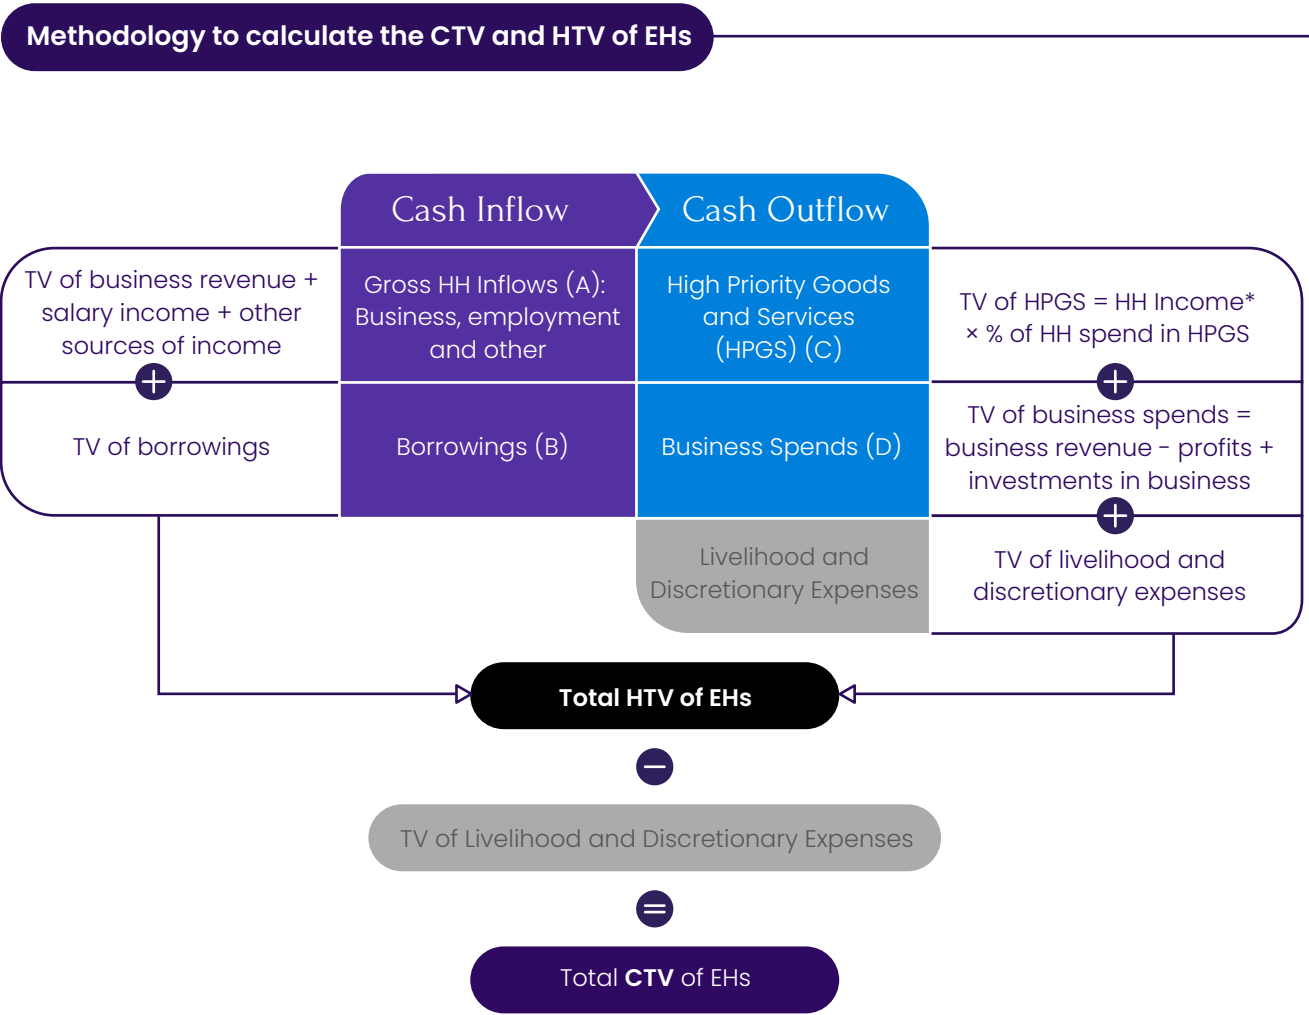 Methodology to calculate the CTV and HTV of EHs
Cash Inflow
Cash Outflow
TV of business revenue +
salary income + other
sources of income
Gross HH Inflows (A):
Business, employment
and other
High Priority Goods
and Services
(HPGS) (C)
TV of HPGS = HH Income*
× % of HH spend in HPGS
+
+
TV of borrowings
Borrowings (B)
Business Spends (D)
TV of business spends =
business revenue - profits +
investments in business
+
Livelihood and
Discretionary Expenses
TV of livelihood and
discretionary expenses
Total HTV of EHs
−
TV of Livelihood and Discretionary Expenses
=
Total CTV of EHs